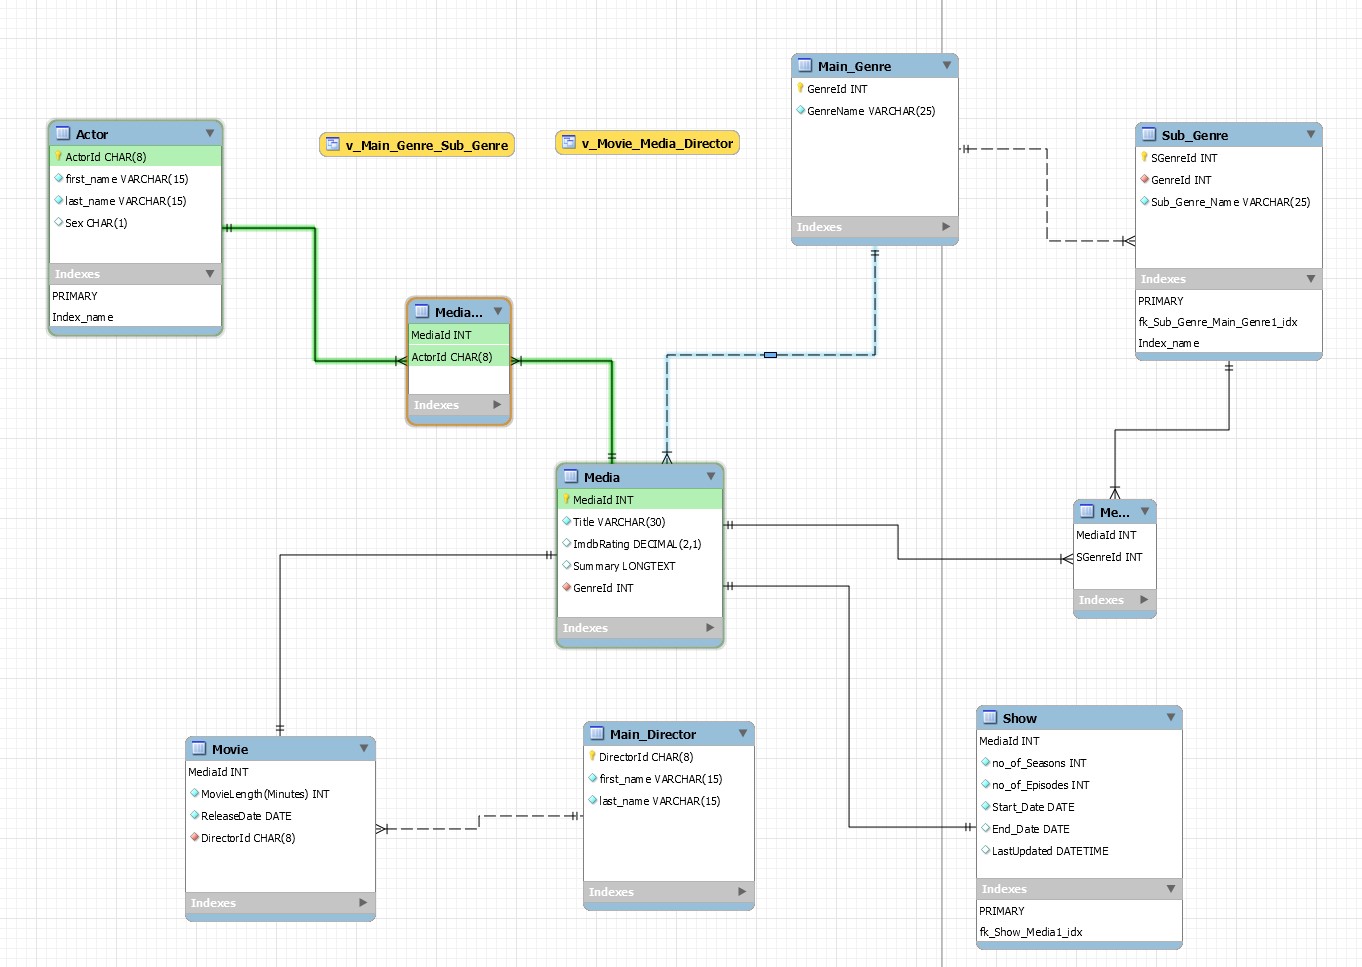 Main_Genre
GenreId INT
GenreName VARCHAR(25)
Indexes
Actor
ActorId CHAR(8)
first_name VARCHAR(15)
last_name VARCHAR(15)
Sex CHAR(1)
Indexes
PRIMARY
Index_name
v_Main_Genre_Sub_Genre
v_Movie_Media_Director
Sub_Genre
SGenreId INT
GenreId INT
Sub_Genre_Name VARCHAR(25)
Indexes
PRIMARY
fk_Sub_Genre_Main_Genre1_idx
Index_name
Media...
MediaId INT
ActorId CHAR(8)
Indexes
Media
MediaId INT
Title VARCHAR(30)
ImdbRating DECIMAL(2,1)
Summary LONGTEXT
GenreId INT
Indexes
Me...
MediaId INT
SGenreId INT
Indexes
Movie
MediaId INT
MovieLength(Minutes) INT
ReleaseDate DATE
DirectorId CHAR(8)
Indexes
Main_Director
DirectorId CHAR(8)
first_name VARCHAR(15)
last_name VARCHAR(15)
Indexes
Show
MediaId INT
no_of_Seasons INT
no_of_Episodes INT
Start_Date DATE
End_Date DATE
LastUpdated DATETIME
Indexes
PRIMARY
fk_Show_Media1_idx